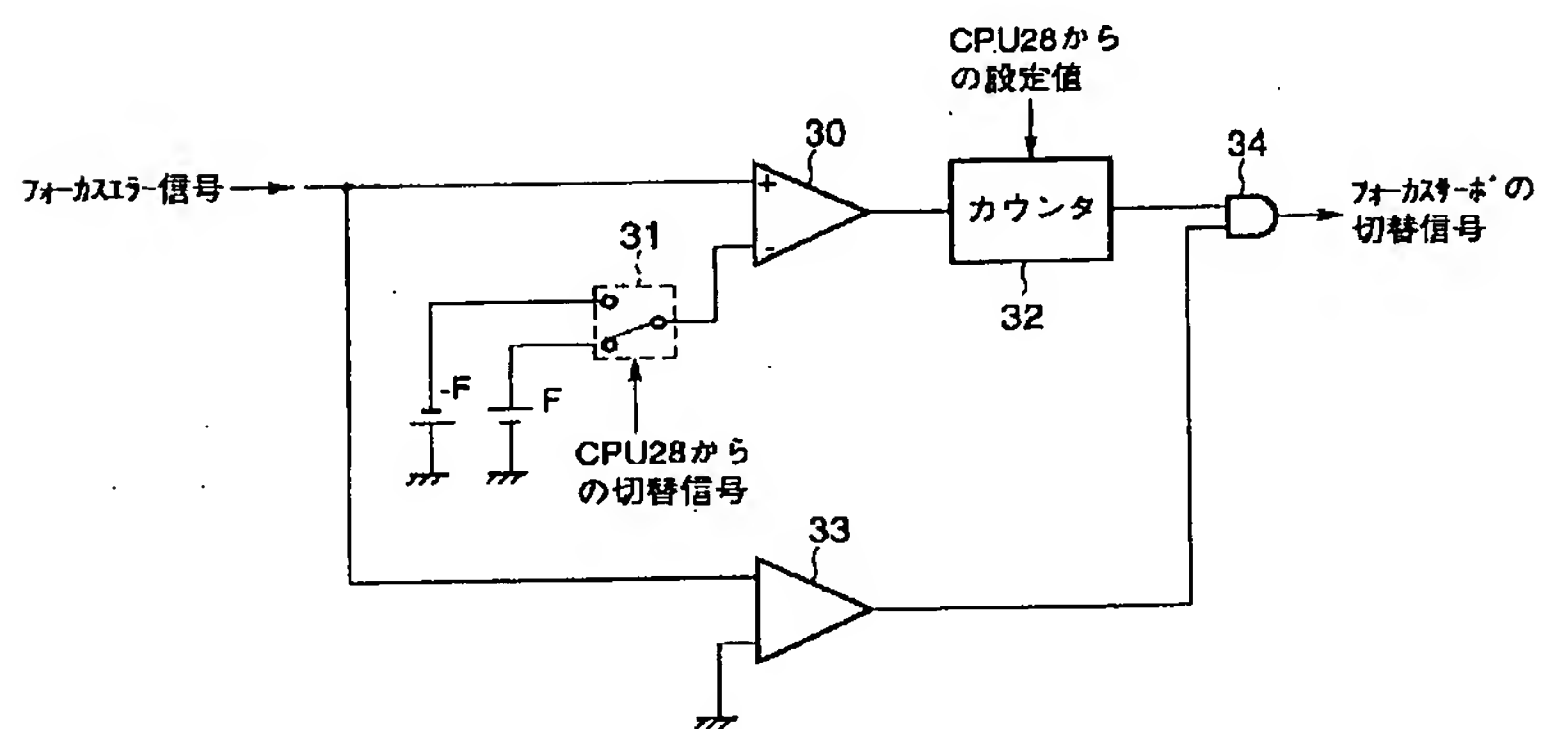 CPU28から
の設定値
30
34
フォーカスエラー信号
+
カウンタ
フォーカスサーボの
切替信号
31
-
32
-F
F
CPU28から
の切替信号
33